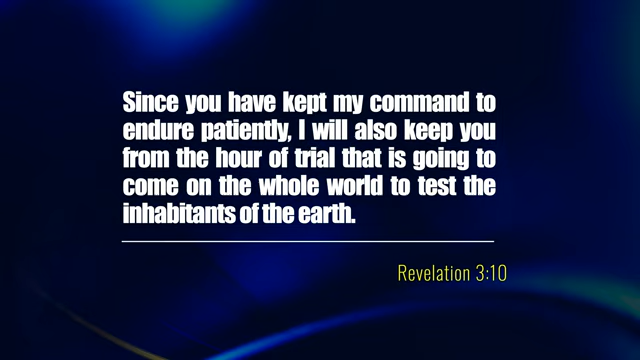 Since you have kept my command to
endure patiently, I will also keep you
from the hour of trial that is going to
come on the whole world to test the
inhabitants of the earth.
Revelation 3:10